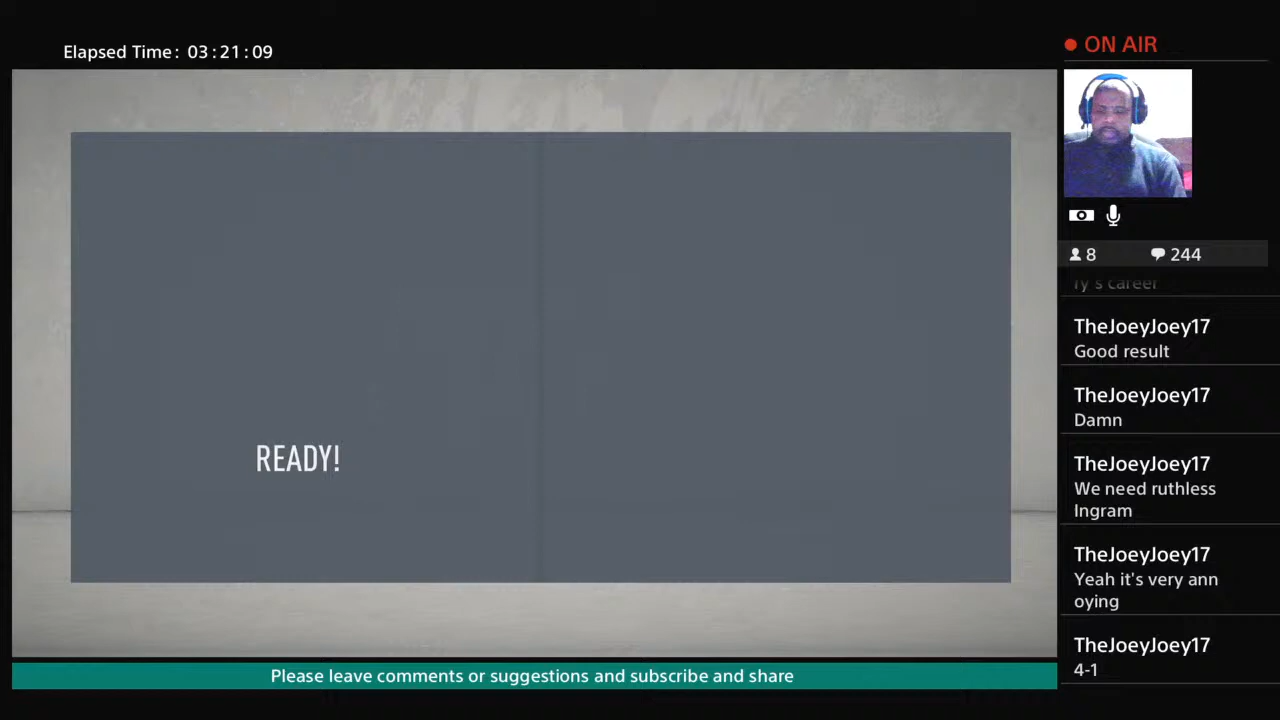 Elapsed Time: 03:21:09
ON AIR
8 244
ry's career
TheJoeyJoey17
Good result
TheJoeyJoey17
Damn
TheJoeyJoey17
We need ruthless
Ingram
TheJoeyJoey17
Yeah it's very ann
oying
TheJoeyJoey17
4-1
READY!
Please leave comments or suggestions and subscribe and share